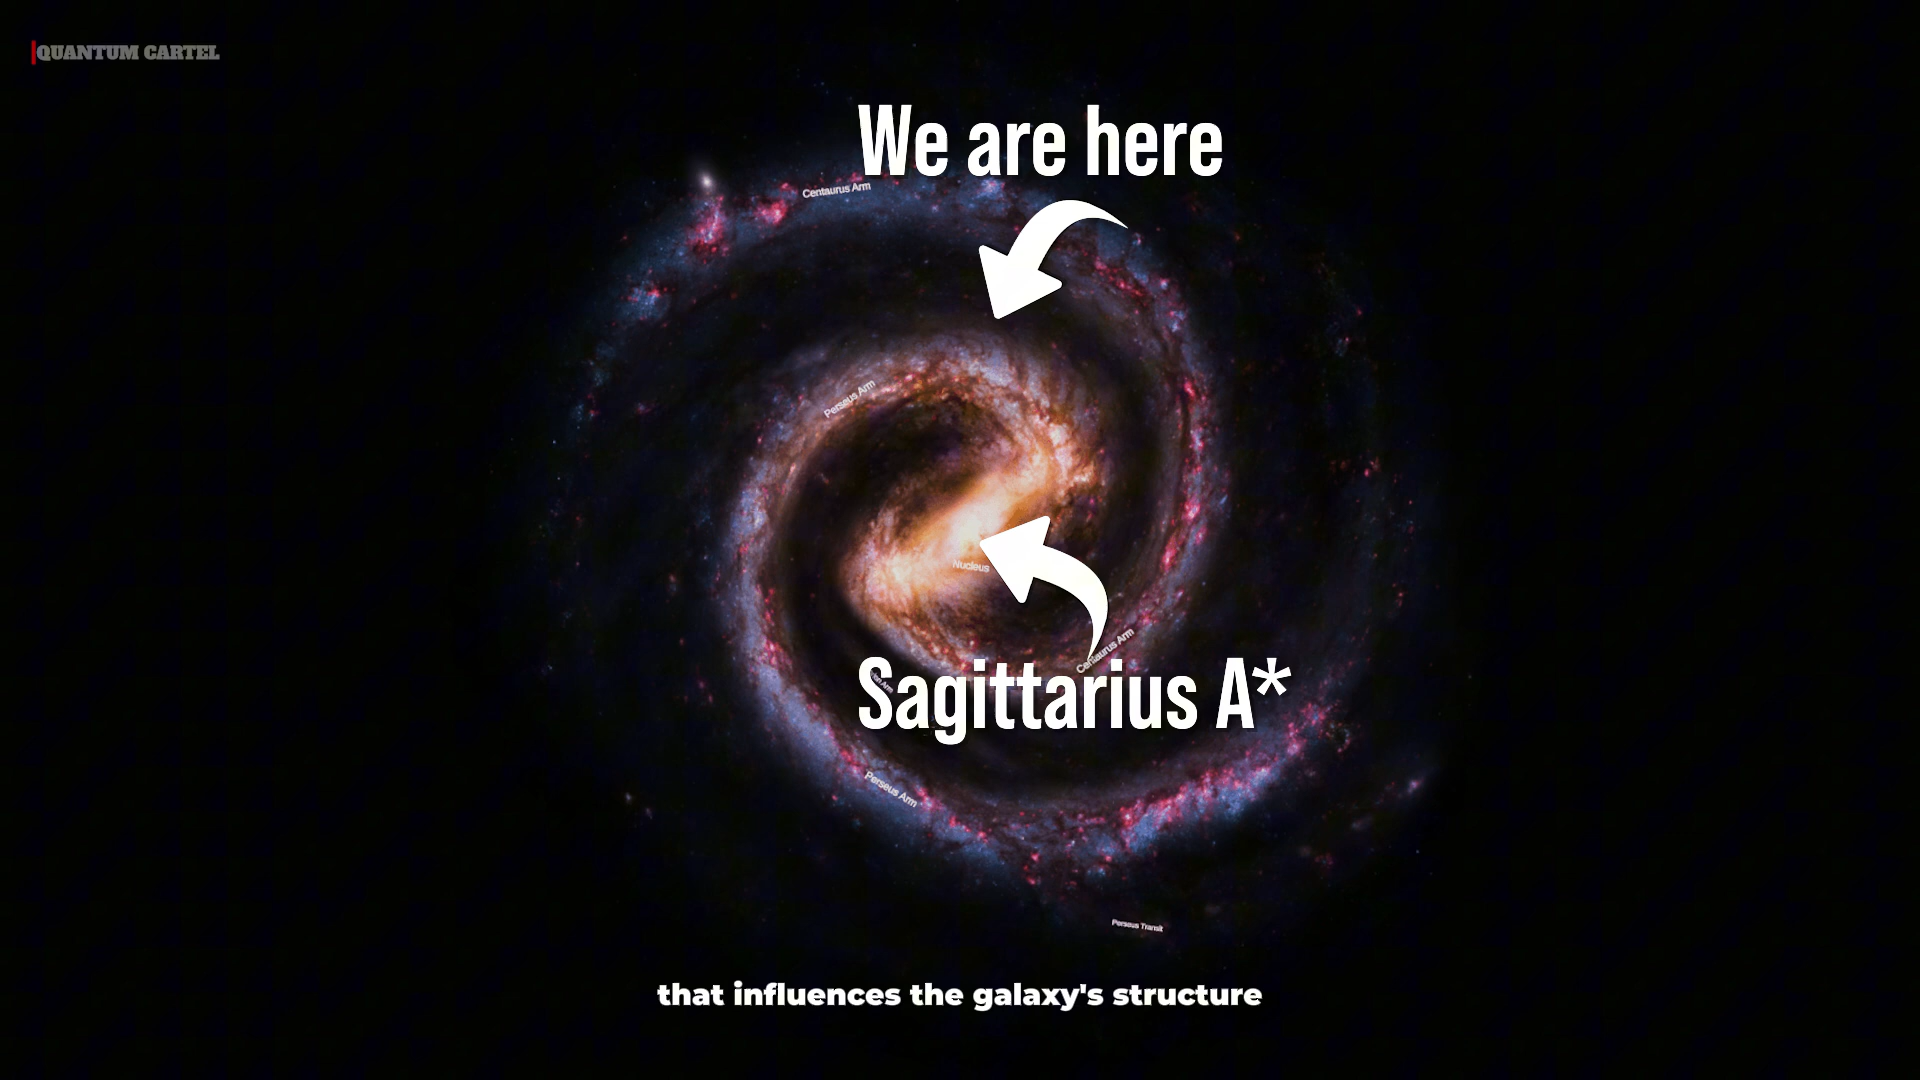 QUANTUM CARTEL
We are here
Centaurus Arm
Perseus Arm
Nucleus
Centaurus Arm
Sagittarius A*
Perseus Arm
Perseus Transit
that influences the galaxy's structure